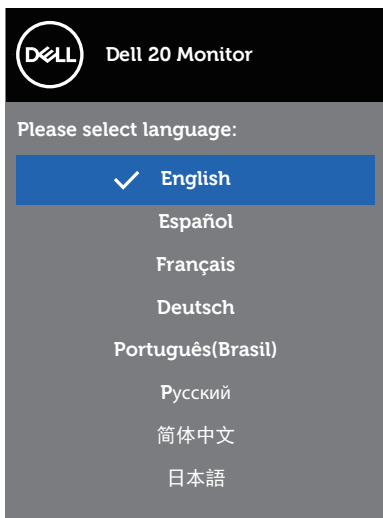 DELL Dell 20 Monitor
Please select language:
English
Español
Français
Deutsch
Português(Brasil)
Русский
简体中文
日本語